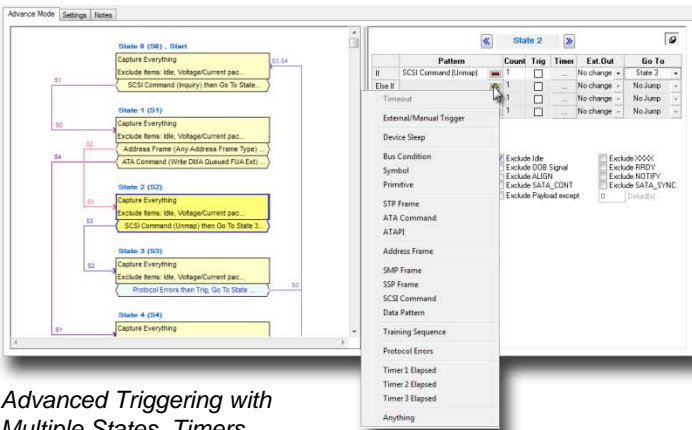 Advance Mode Settings Notes
State 0 (S0) , Start
Capture Everything
Exclude Items: Idle, Voltage/Current pac...
SCSI Command (Inquiry) then Go To State...
S3,S4
S1
State 1 (S1)
Capture Everything
Exclude Items: Idle, Voltage/Current pac...
Address Frame (Any Address Frame Type) ...
ATA Command (Write DMA Queued FUA Ext) ...
S0
S2
S4
State 2 (S2)
Capture Everything
Exclude Items: Idle, Voltage/Current pac...
SCSI Command (Unmap) then Go To State 3...
S1
S3
State 3 (S3)
Capture Everything
Exclude Items: Idle, Voltage/Current pac...
Protocol Errors then Trig, Go To State ...
S2
S0
State 4 (S4)
Capture Everything
S1
State 2
Pattern Count Trig Timer Ext.Out Go To
If SCSI Command (Unmap) 1 ... No change State 3
Else If 1 ... No change No Jump
1 ... No change No Jump
1 ... No change No Jump
Timeout
External/Manual Trigger
Device Sleep
Bus Condition
Symbol
Primitive
STP Frame
ATA Command
ATAPI
Address Frame
SMP Frame
SSP Frame
SCSI Command
Data Pattern
Training Sequence
Protocol Errors
Timer 1 Elapsed
Timer 2 Elapsed
Timer 3 Elapsed
Anything
Exclude Idle Exclude XXXX
Exclude OOB Signal Exclude RRDY
Exclude ALIGN Exclude NOTIFY
Exclude SATA_CONT Exclude SATA_SYNC
Exclude Payload except 0 Dword(s)
Advanced Triggering with
Multiple States, Timers